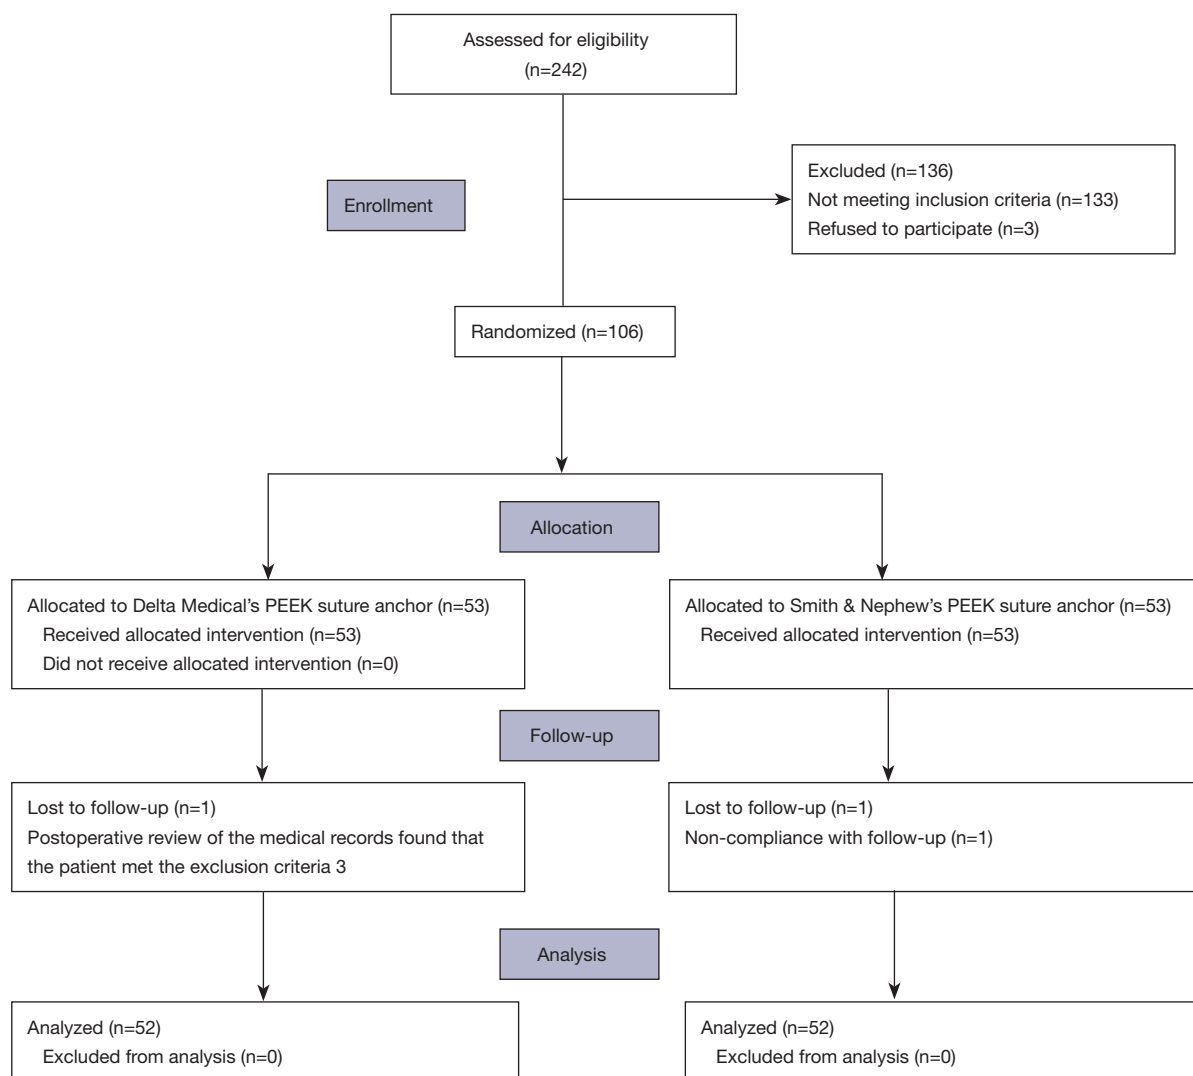 Assessed for eligibility
(n=242)
Excluded (n=136)
Not meeting inclusion criteria (n=133)
Refused to participate (n=3)
Enrollment
Randomized (n=106)
Allocation
Allocated to Delta Medical’s PEEK suture anchor (n=53)
Received allocated intervention (n=53)
Did not receive allocated intervention (n=0)
Allocated to Smith & Nephew’s PEEK suture anchor (n=53)
Received allocated intervention (n=53)
Follow-up
Lost to follow-up (n=1)
Postoperative review of the medical records found that
the patient met the exclusion criteria 3
Lost to follow-up (n=1)
Non-compliance with follow-up (n=1)
Analysis
Analyzed (n=52)
Excluded from analysis (n=0)
Analyzed (n=52)
Excluded from analysis (n=0)